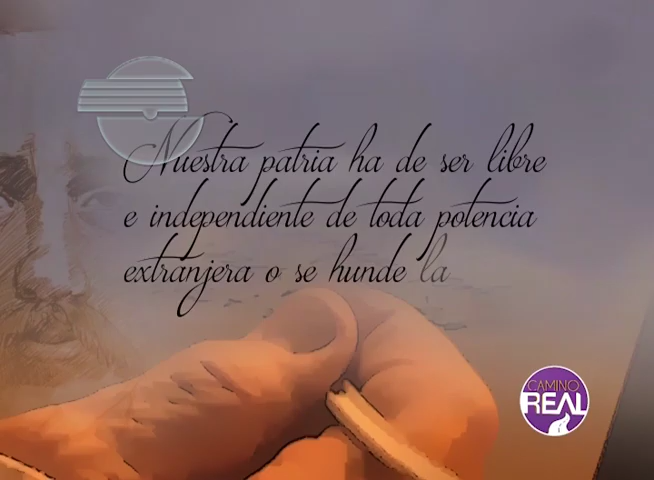 Nuestra patria ha de ser libre
e independiente de toda potencia
extranjera o se hunde la
CAMINO
REAL